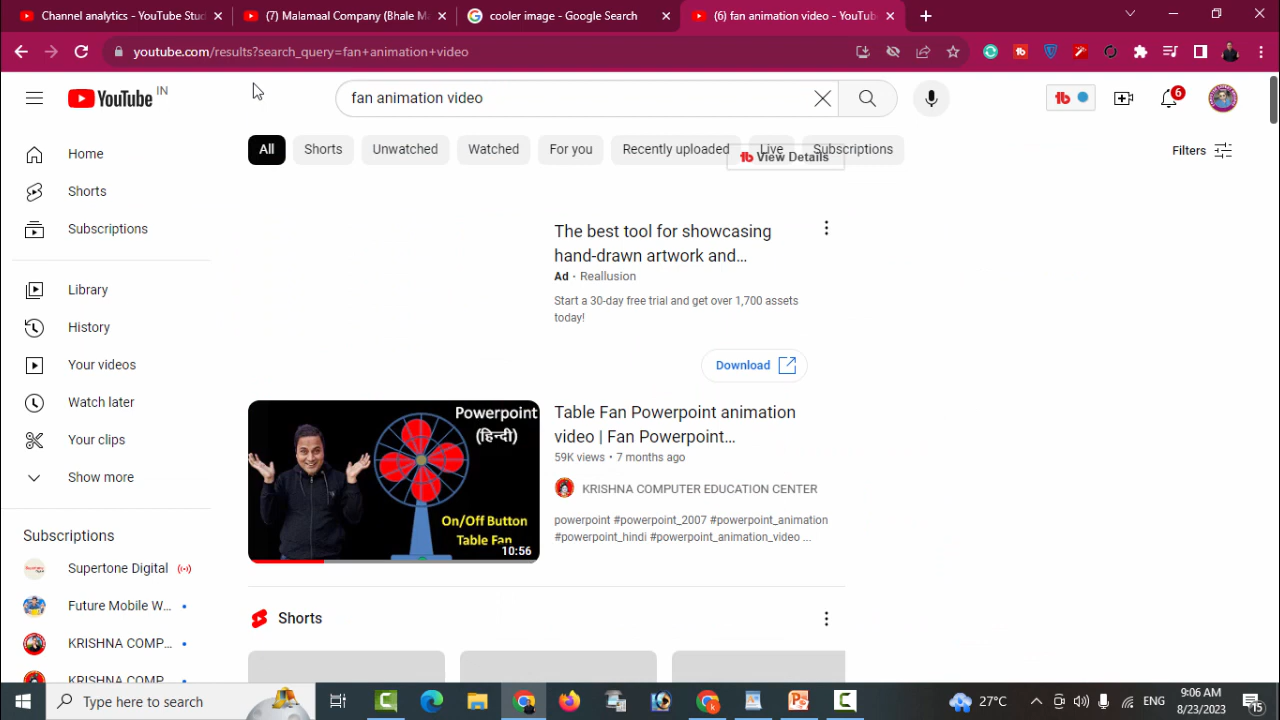 Channel analytics - YouTube Stud
(7) Malamaal Company (Bhale Ma
cooler image - Google Search
(6) fan animation video - YouTub
youtube.com/results?search_query=fan+animation+video
YouTube IN
fan animation video
tb
6
All
Shorts
Unwatched
Watched
For you
Recently uploaded
Live
Subscriptions
Filters
tb View Details
Home
Shorts
Subscriptions
Library
History
Your videos
Watch later
Your clips
Show more
Subscriptions
Supertone Digital
Future Mobile W...
KRISHNA COMP...
KRISHNA COMP...
The best tool for showcasing
hand-drawn artwork and...
Ad · Reallusion
Start a 30-day free trial and get over 1,700 assets
today!
Download
Powerpoint
(हिन्दी)
On/Off Button
Table Fan
10:56
Table Fan Powerpoint animation
video | Fan Powerpoint...
59K views · 7 months ago
KRISHNA COMPUTER EDUCATION CENTER
powerpoint #powerpoint_2007 #powerpoint_animation
#powerpoint_hindi #powerpoint_animation_video ...
Shorts
Type here to search
27°C
ENG
9:06 AM
8/23/2023
15